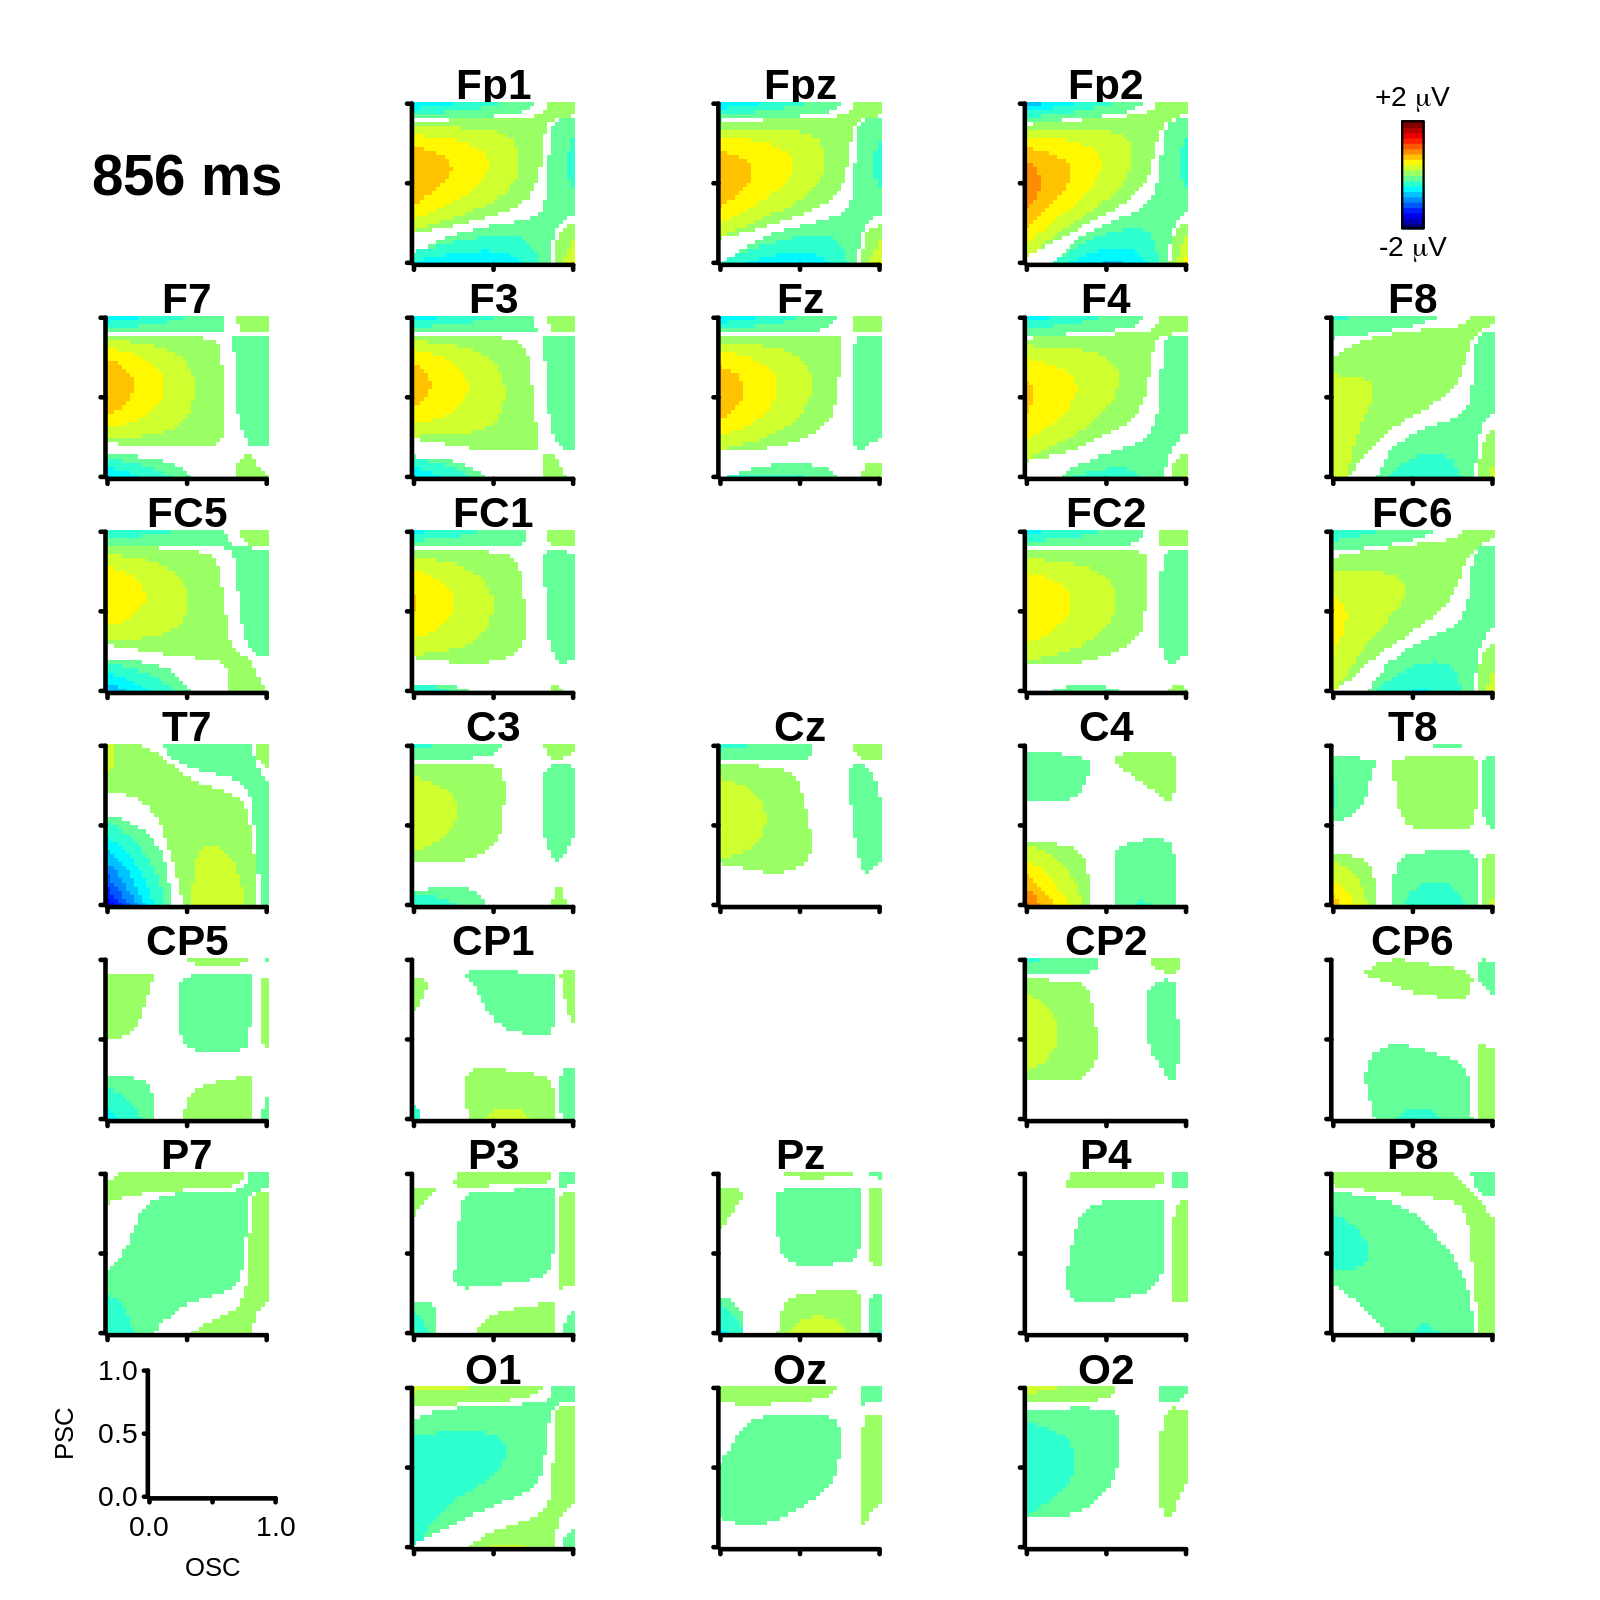 Fp1 Fpz Fp2
+2 μV
856 ms
-2 μV
F7 F3 Fz F4 F8
FC5 FC1 FC2 FC6
T7 C3 Cz C4 T8
CP5 CP1 CP2 CP6
P7 P3 Pz P4 P8
O1 Oz O2
1.0
0.5
0.0
PSC
0.0 1.0
OSC